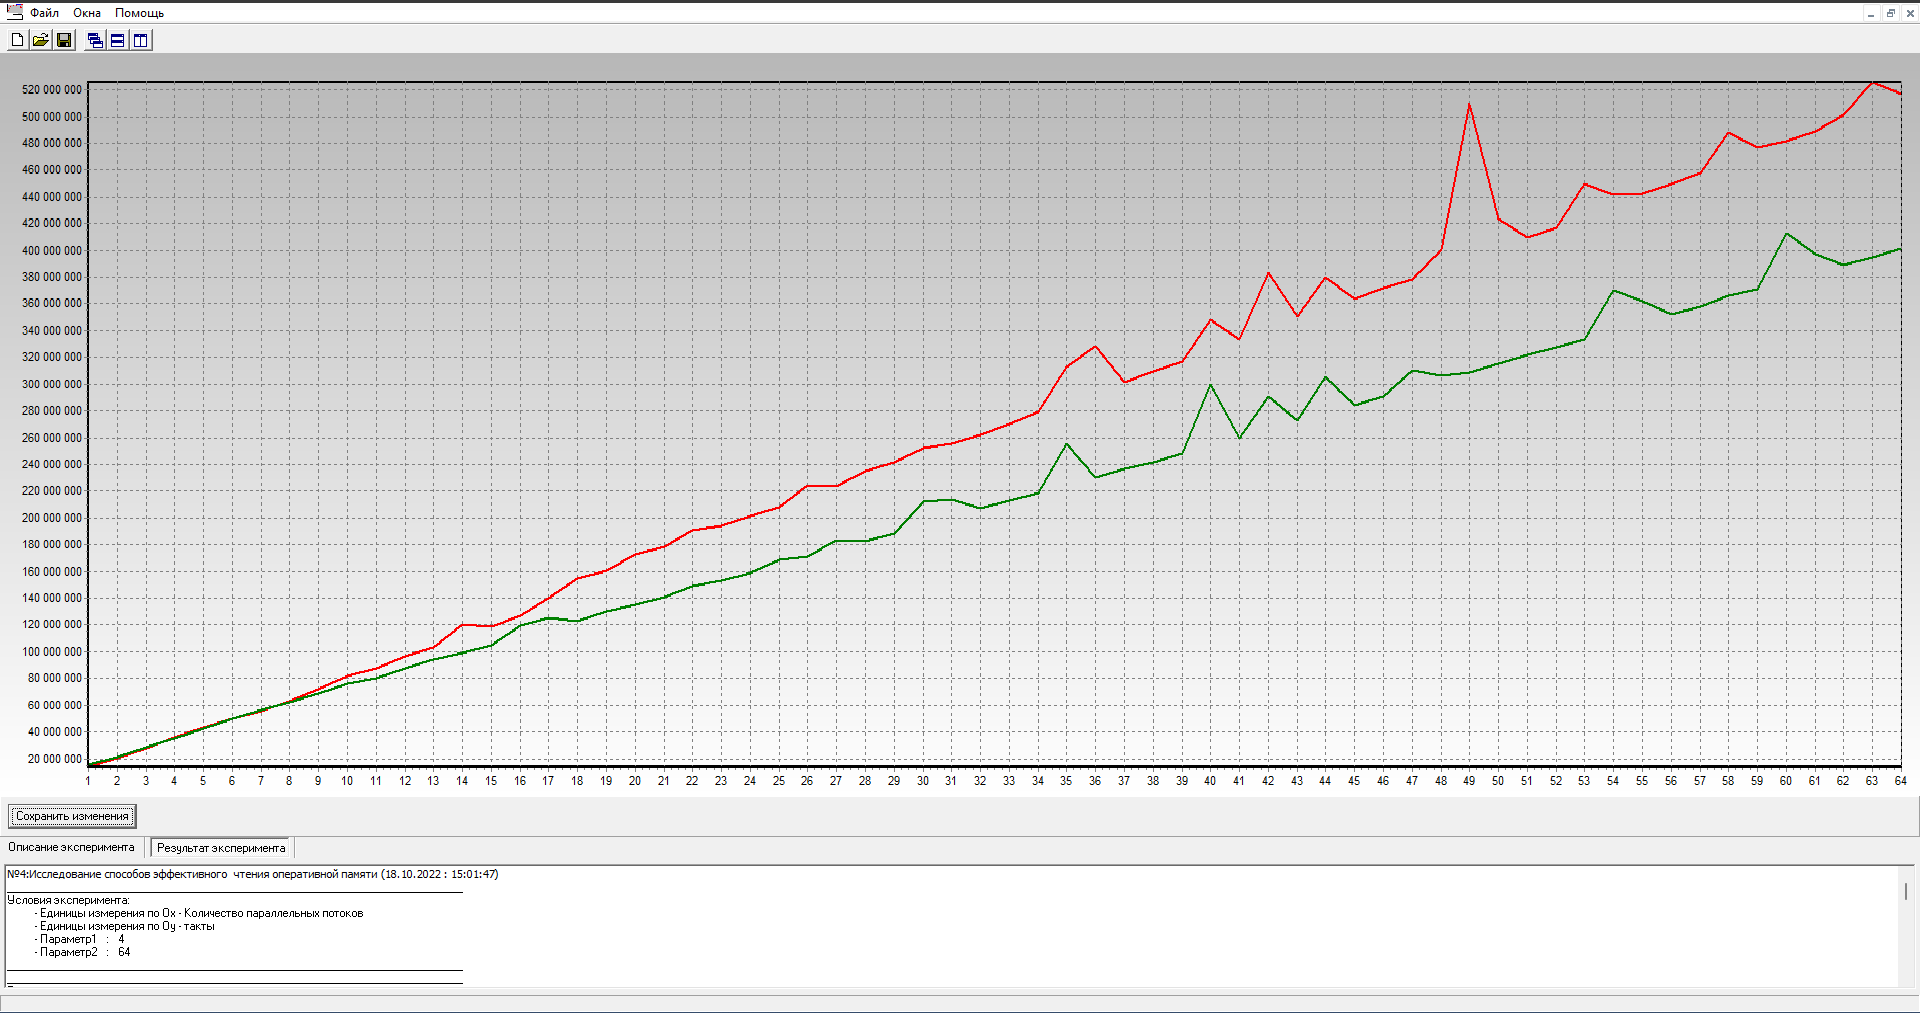 Файл Окна Помощь
520 000 000
500 000 000
480 000 000
460 000 000
440 000 000
420 000 000
400 000 000
380 000 000
360 000 000
340 000 000
320 000 000
300 000 000
280 000 000
260 000 000
240 000 000
220 000 000
200 000 000
180 000 000
160 000 000
140 000 000
120 000 000
100 000 000
80 000 000
60 000 000
40 000 000
20 000 000
1 2 3 4 5 6 7 8 9 10 11 12 13 14 15 16 17 18 19 20 21 22 23 24 25 26 27 28 29 30 31 32 33 34 35 36 37 38 39 40 41 42 43 44 45 46 47 48 49 50 51 52 53 54 55 56 57 58 59 60 61 62 63 64
Сохранить изменения
Описание эксперимента Результат эксперимента
№4:Исследование способов эффективного чтения оперативной памяти (18.10.2022 : 15:01:47)
Условия эксперимента:
- Единицы измерения по Ox - Количество параллельных потоков
- Единицы измерения по Oy - такты
- Параметр1 : 4
- Параметр2 : 64